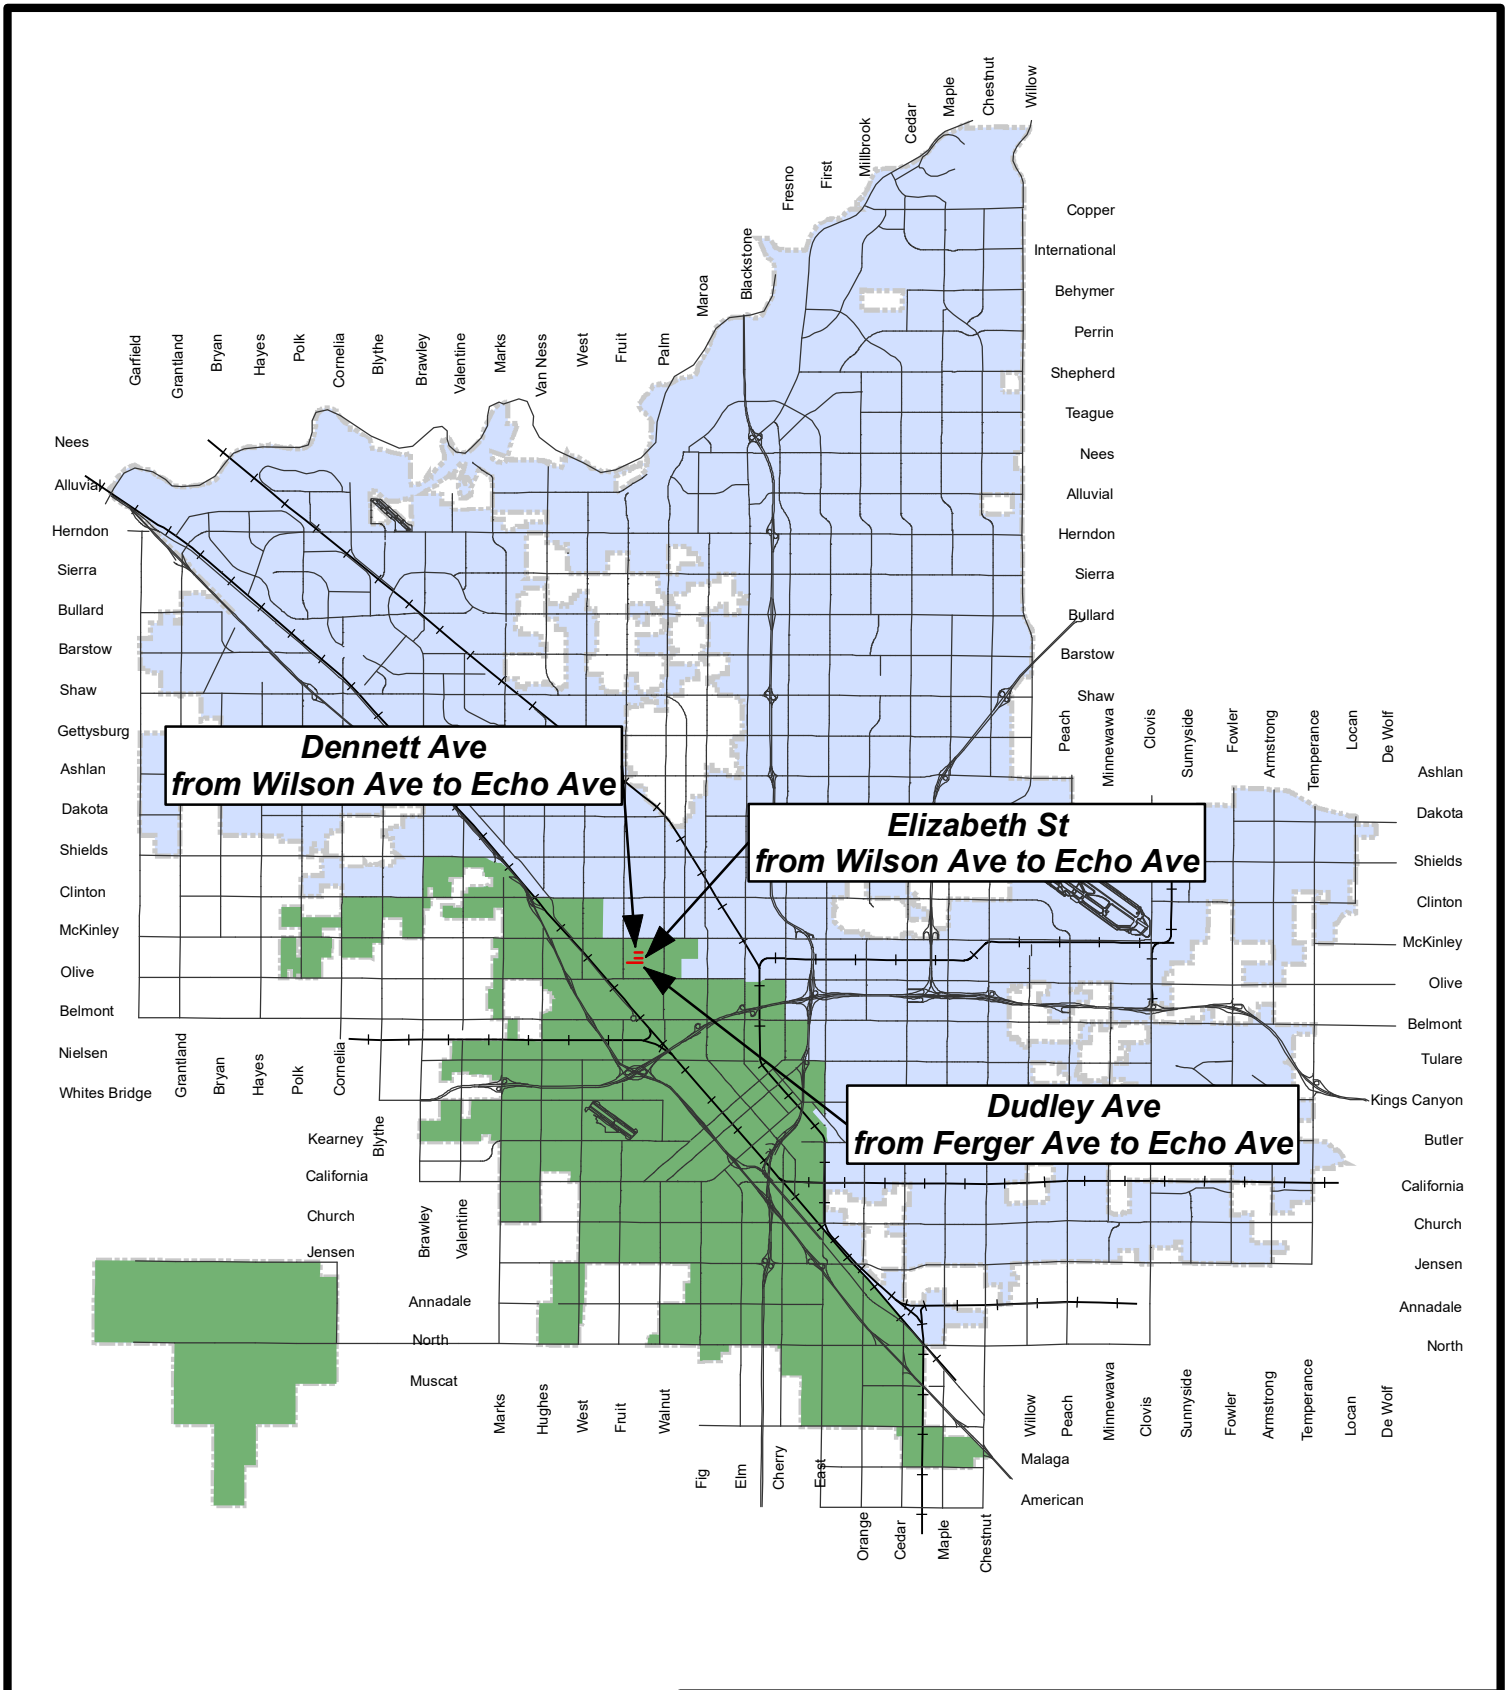 Willow
Chestnut
Maple
Cedar
Millbrook
First
Fresno
Blackstone
Maroa
Palm
Fruit
West
Van Ness
Marks
Valentine
Brawley
Blythe
Cornelia
Polk
Hayes
Bryan
Grantland
Garfield
Copper
International
Behymer
Perrin
Shepherd
Teague
Nees
Alluvial
Herndon
Sierra
Bullard
Barstow
Shaw
Nees
Alluvial
Herndon
Sierra
Bullard
Barstow
Shaw
Gettysburg
Ashlan
Dakota
Shields
Clinton
McKinley
Olive
Belmont
Nielsen
Whites Bridge
Dennett Ave
from Wilson Ave to Echo Ave
Elizabeth St
from Wilson Ave to Echo Ave
Dudley Ave
from Ferger Ave to Echo Ave
Peach
Minnewawa
Clovis
Sunnyside
Fowler
Armstrong
Temperance
Locan
De Wolf
Ashlan
Dakota
Shields
Clinton
McKinley
Olive
Belmont
Tulare
Kings Canyon
Butler
California
Church
Jensen
Annadale
North
Grantland
Bryan
Hayes
Polk
Cornelia
Blythe
Kearney
California
Church
Jensen
Brawley
Valentine
Annadale
North
Muscat
Marks
Hughes
West
Fruit
Walnut
Fig
Elm
Cherry
East
Orange
Cedar
Maple
Chestnut
Malaga
American
Willow
Peach
Minnewawa
Clovis
Sunnyside
Fowler
Armstrong
Temperance
Locan
De Wolf